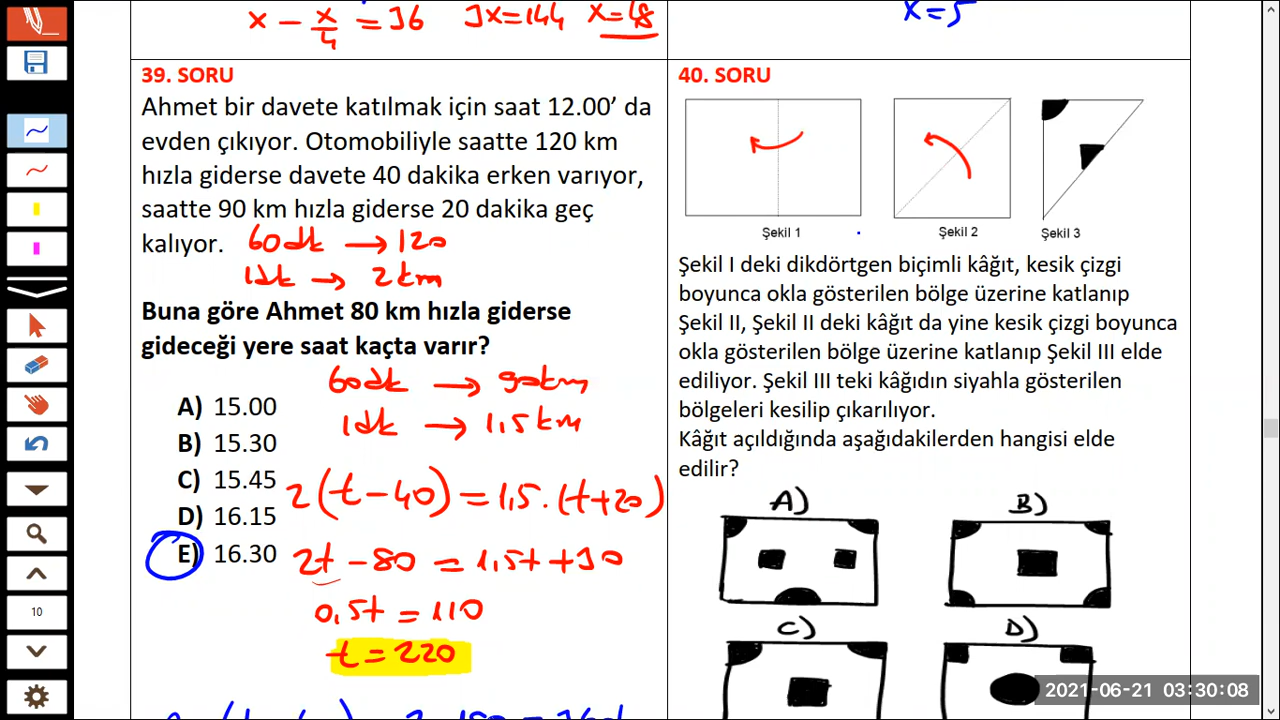 x - x/4 = 36 3x=144 x=48
x=5
39. SORU
Ahmet bir davete katılmak için saat 12.00’ da
evden çıkıyor. Otomobiliyle saatte 120 km
hızla giderse davete 40 dakika erken varıyor,
saatte 90 km hızla giderse 20 dakika geç
kalıyor.
60dk → 120
1dk → 2km
Buna göre Ahmet 80 km hızla giderse
gideceği yere saat kaçta varır?
60dk → 90km
1dk → 1,5km
A) 15.00
B) 15.30
C) 15.45
D) 16.15
E) 16.30
2(t-40)=1,5.(t+20)
2t-80=1,5t+30
0,5t=110
t=220
40. SORU
Şekil 1 Şekil 2 Şekil 3
Şekil I deki dikdörtgen biçimli kâğıt, kesik çizgi
boyunca okla gösterilen bölge üzerine katlanıp
Şekil II, Şekil II deki kâğıt da yine kesik çizgi boyunca
okla gösterilen bölge üzerine katlanıp Şekil III elde
ediliyor. Şekil III teki kâğıdın siyahla gösterilen
bölgeleri kesilip çıkarılıyor.
Kâğıt açıldığında aşağıdakilerden hangisi elde
edilir?
A) B)
C) D)
10
2021-06-21 03:30:08